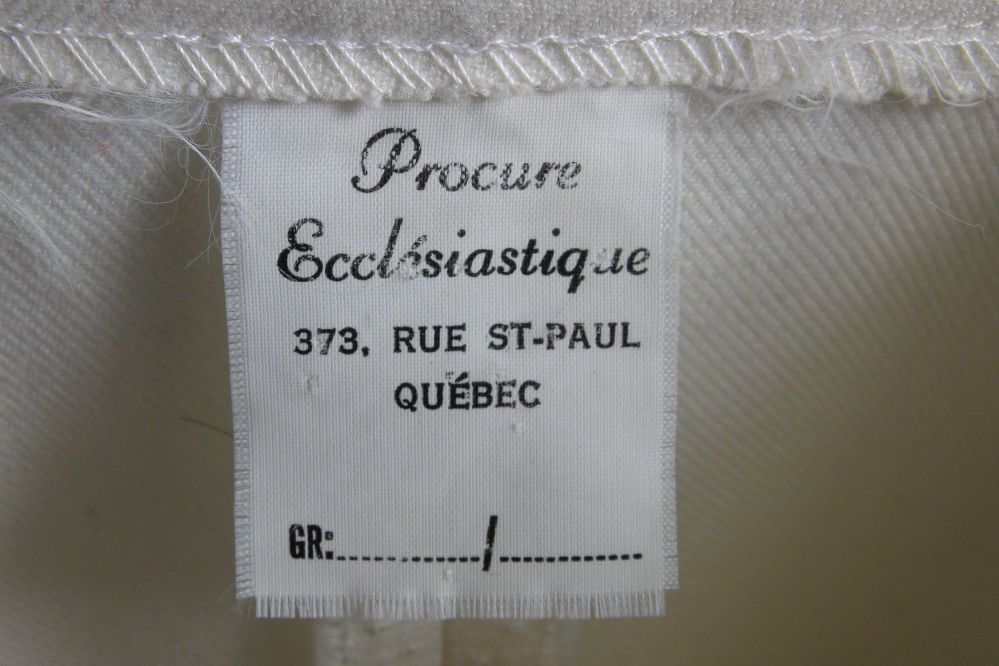 Procure
Ecclésiastique
373, RUE ST-PAUL
QUÉBEC
GR:............/............